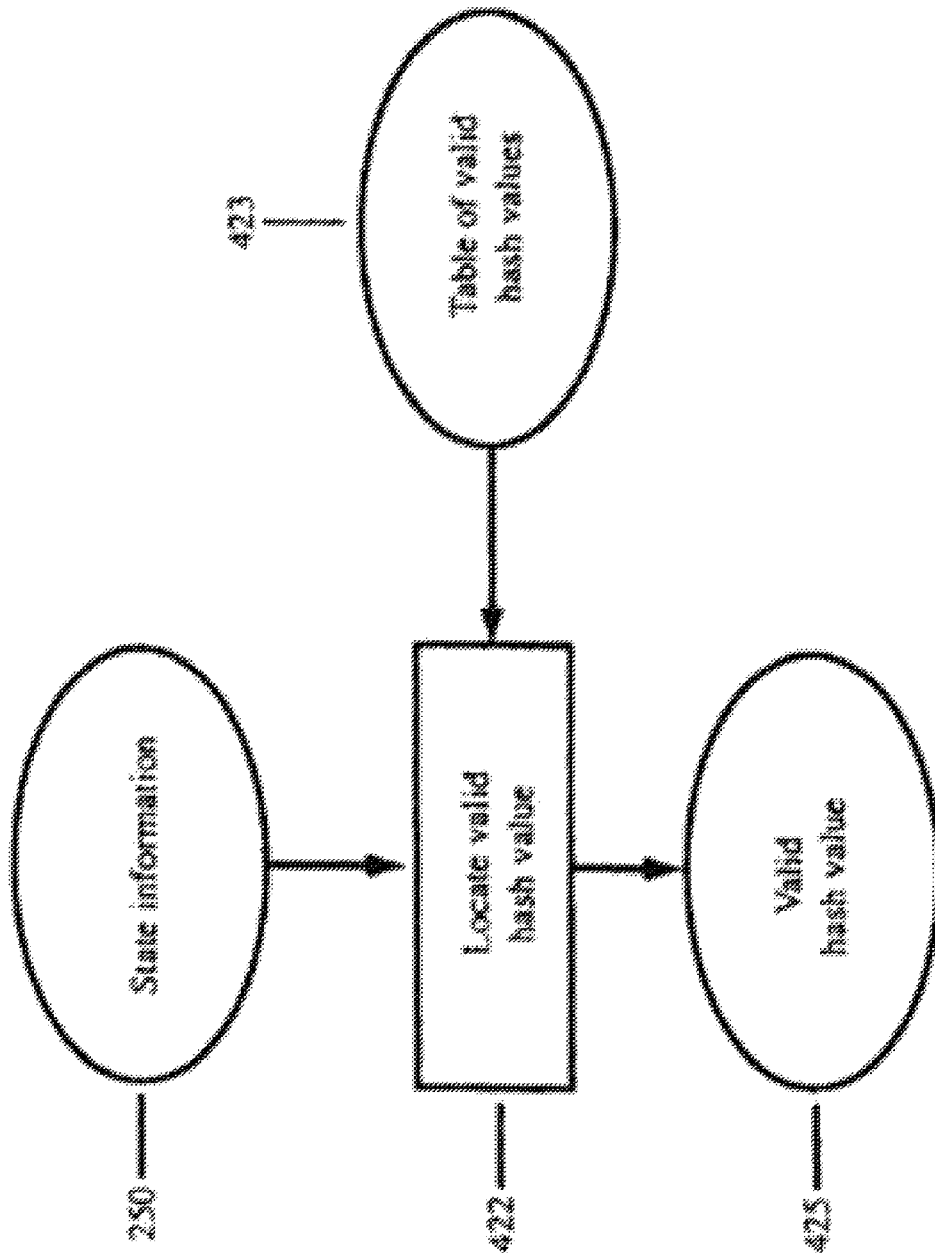 250
State information
422
Locate valid
hash value
423
Table of valid
hash values
425
Valid
hash value